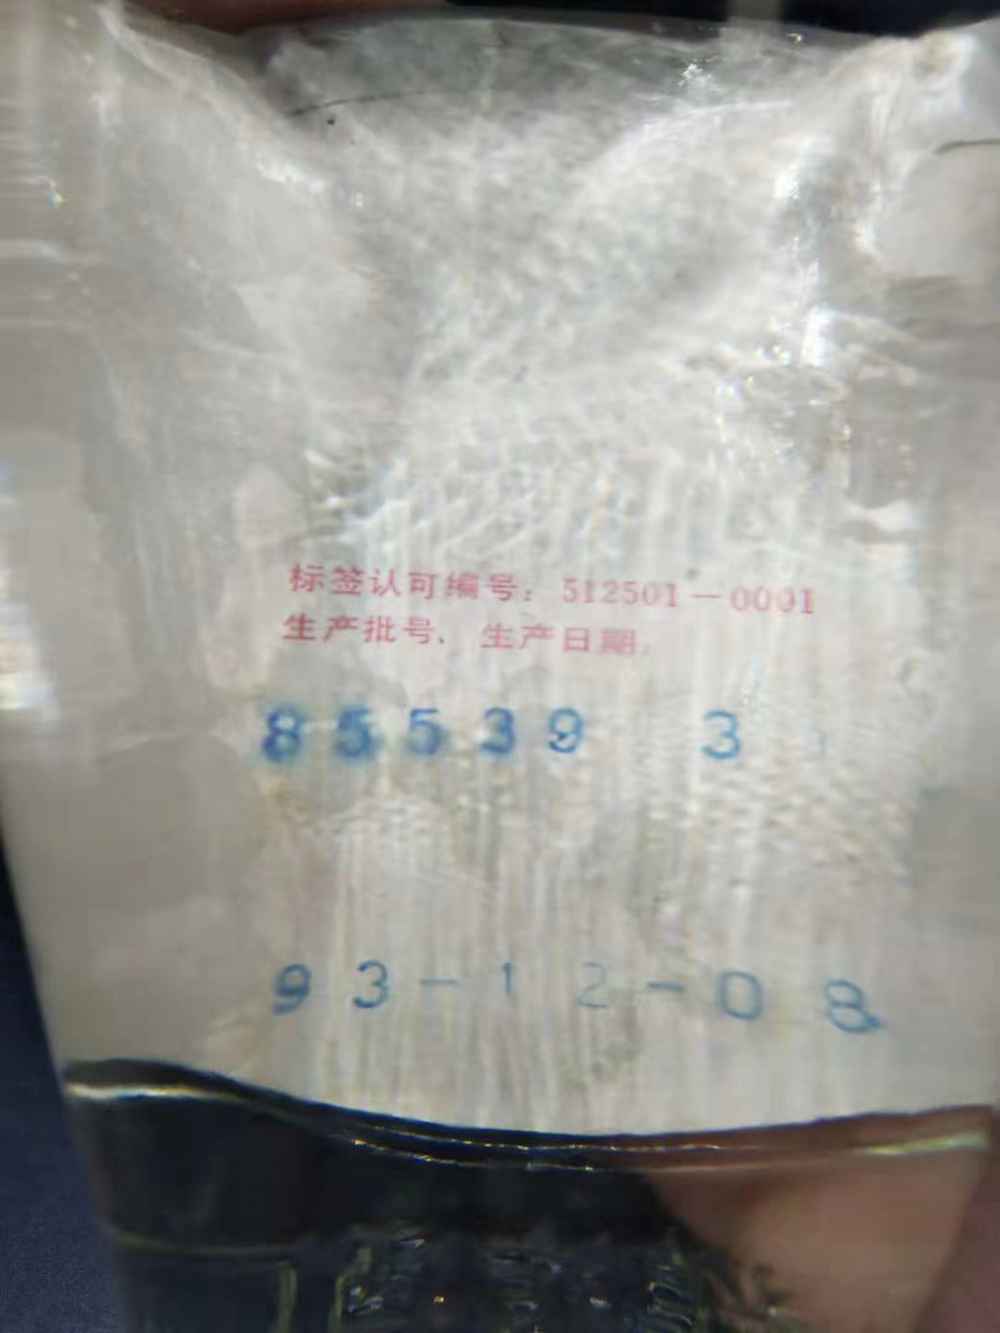 标签认可编号：512501－0001
生产批号． 生产日期．
85539 3
93-12-08